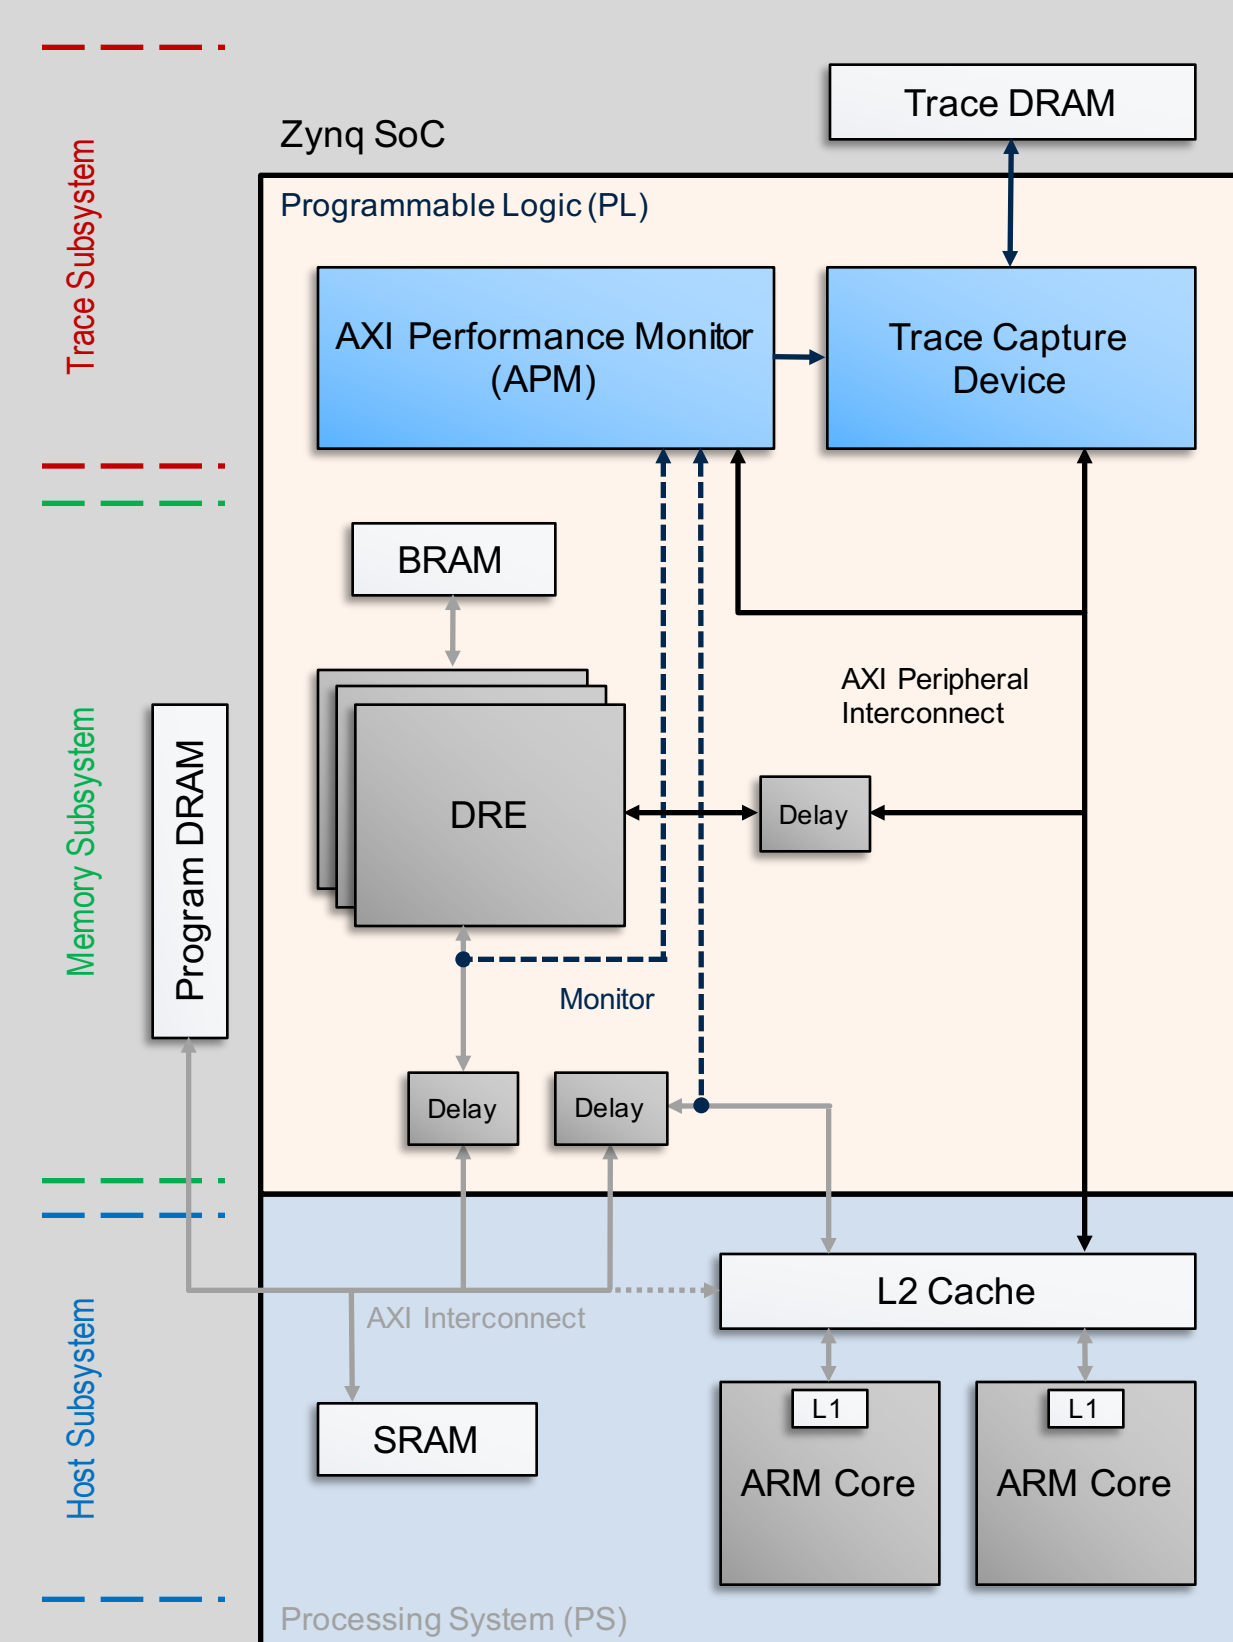 Trace DRAM
Zynq SoC
Programmable Logic (PL)
Trace Subsystem
AXI Performance Monitor
(APM)
Trace Capture
Device
BRAM
AXI Peripheral
Interconnect
Memory Subsystem
Program DRAM
DRE
Delay
Monitor
Delay
Delay
L2 Cache
AXI Interconnect
Host Subsystem
SRAM
L1
ARM Core
L1
ARM Core
Processing System (PS)